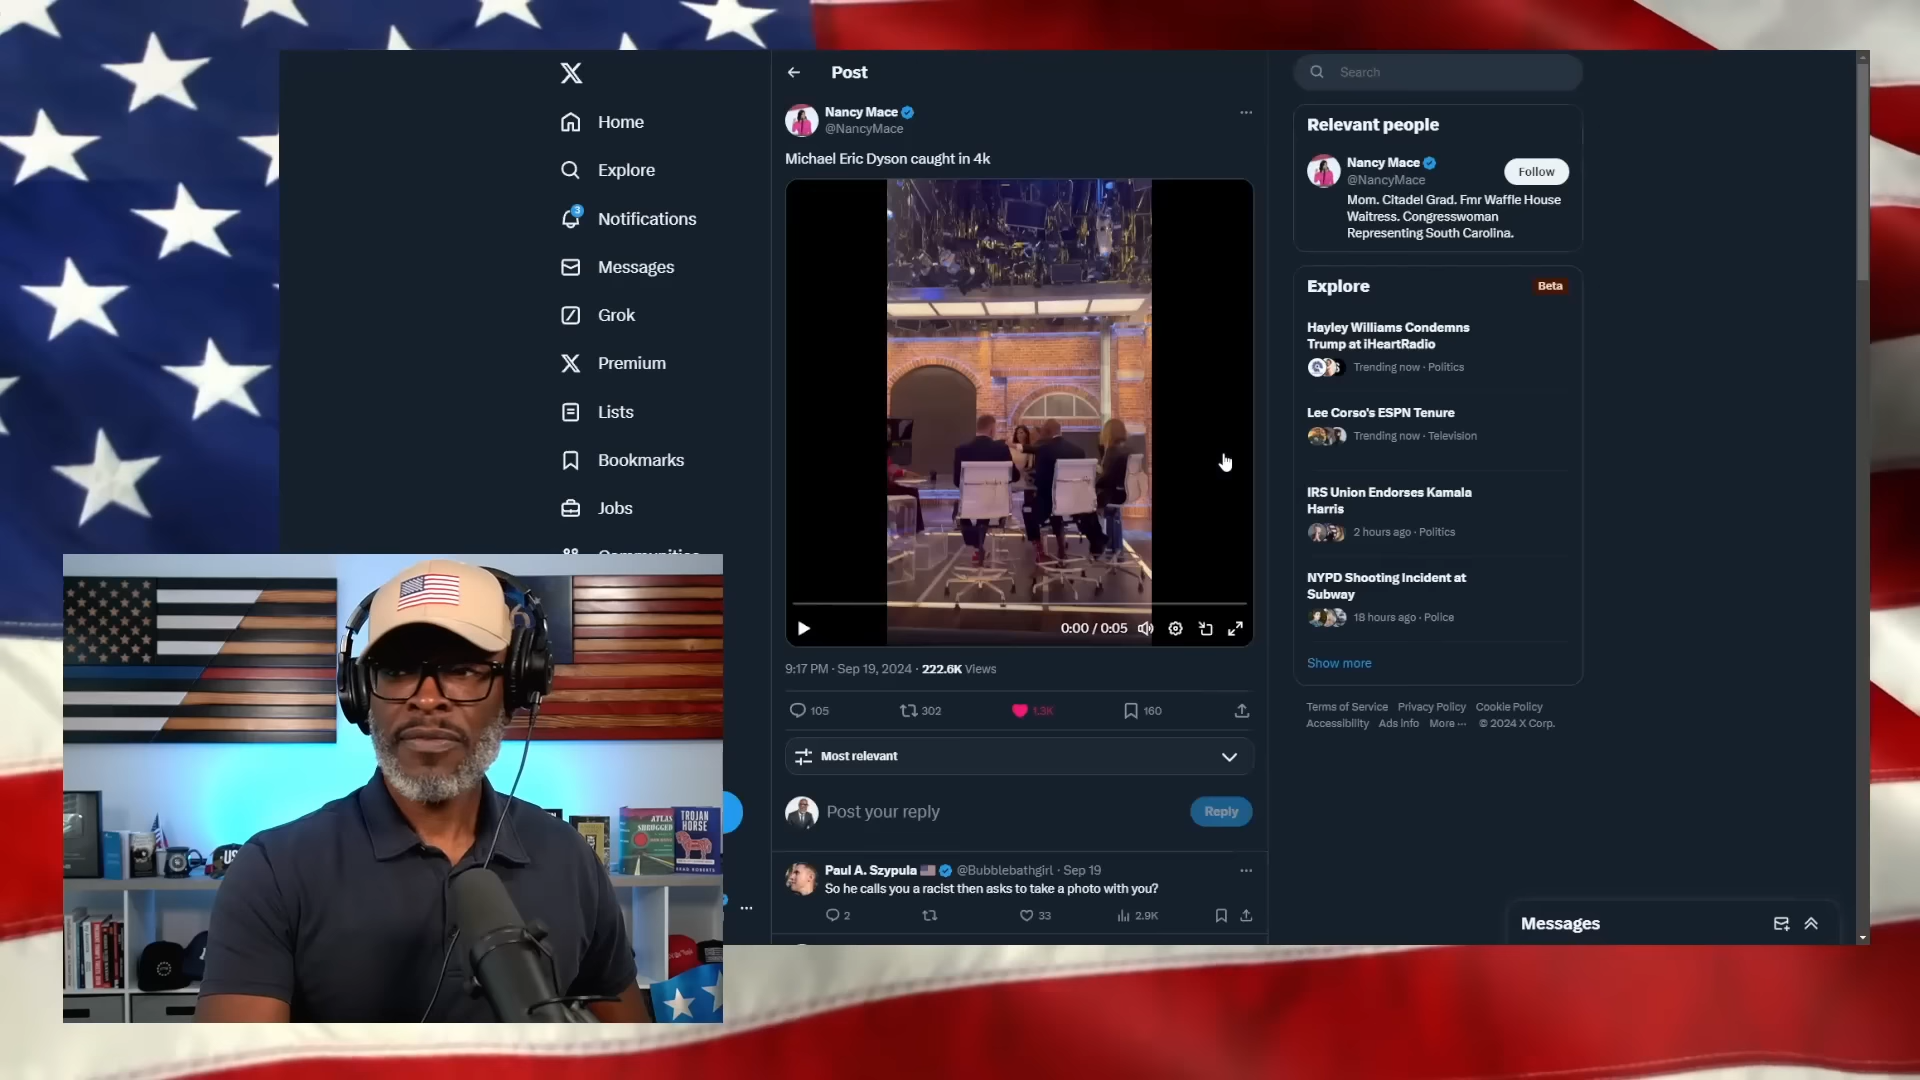 Home
Explore
3
Notifications
Messages
Grok
Premium
Lists
Bookmarks
Jobs
Communities
Post
Nancy Mace
@NancyMace
Michael Eric Dyson caught in 4k
0:00 / 0:05
9:17 PM · Sep 19, 2024 · 222.6K Views
105
302
1.3K
160
Most relevant
Post your reply
Reply
Paul A. Szypula @Bubblebathgirl · Sep 19
So he calls you a racist then asks to take a photo with you?
2
33
2.9K
Search
Relevant people
Nancy Mace
@NancyMace
Follow
Mom. Citadel Grad. Fmr Waffle House
Waitress. Congresswoman
Representing South Carolina.
Explore
Beta
Hayley Williams Condemns
Trump at iHeartRadio
Trending now · Politics
Lee Corso's ESPN Tenure
Trending now · Television
IRS Union Endorses Kamala
Harris
2 hours ago · Politics
NYPD Shooting Incident at
Subway
18 hours ago · Police
Show more
Terms of Service Privacy Policy Cookie Policy
Accessibility Ads info More ··· © 2024 X Corp.
Messages
ATLAS
SHRUGGED
TROJAN
HORSE
BRAD ROBERTS